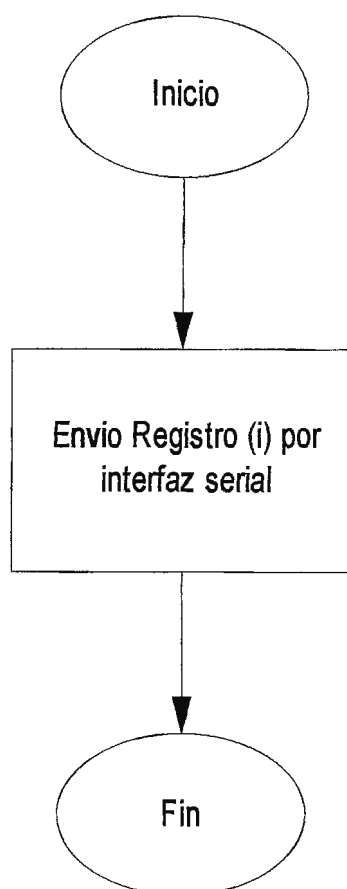 Inicio
Envio Registro (i) por
interfaz serial
Fin